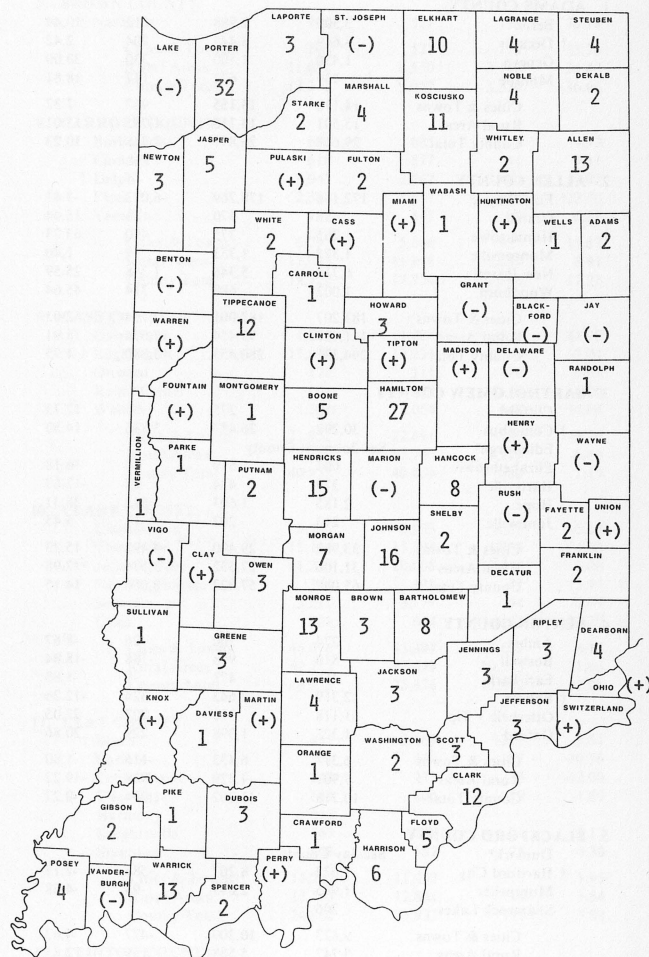 LAPORTE
3
ST. JOSEPH
(-)
ELKHART
10
LAGRANGE
4
STEUBEN
4
LAKE
(-)
PORTER
32
NOBLE
4
DEKALB
2
MARSHALL
4
STARKE
2
KOSCIUSKO
11
WHITLEY
2
ALLEN
13
NEWTON
3
JASPER
5
PULASKI
(+)
FULTON
2
WABASH
1
MIAMI
(+)
HUNTINGTON
(+)
WELLS
1
ADAMS
2
WHITE
2
CASS
(+)
BENTON
(-)
CARROLL
1
GRANT
(-)
TIPPECANOE
12
HOWARD
3
BLACK-
FORD
(-)
JAY
(-)
WARREN
(+)
CLINTON
(+)
TIPTON
(+)
MADISON
(+)
DELAWARE
(-)
RANDOLPH
1
FOUNTAIN
(+)
MONTGOMERY
1
BOONE
5
HAMILTON
27
HENRY
(+)
WAYNE
(-)
VERMILLION
1
PARKE
1
PUTNAM
2
HENDRICKS
15
MARION
(-)
HANCOCK
8
RUSH
(-)
FAYETTE
2
UNION
(+)
SHELBY
2
VIGO
(-)
CLAY
(+)
OWEN
3
MORGAN
7
JOHNSON
16
FRANKLIN
2
DECATUR
1
SULLIVAN
1
MONROE
13
BROWN
3
BARTHOLOMEW
8
GREENE
3
RIPLEY
3
DEARBORN
4
JENNINGS
3
LAWRENCE
4
JACKSON
3
OHIO
(+)
KNOX
(+)
DAVIESS
1
MARTIN
(+)
JEFFERSON
3
SWITZERLAND
(+)
ORANGE
1
WASHINGTON
2
SCOTT
3
CLARK
12
GIBSON
2
PIKE
1
DUBOIS
3
CRAWFORD
1
FLOYD
5
HARRISON
6
POSEY
4
VANDER-
BURGH
(-)
WARRICK
13
SPENCER
2
PERRY
(+)